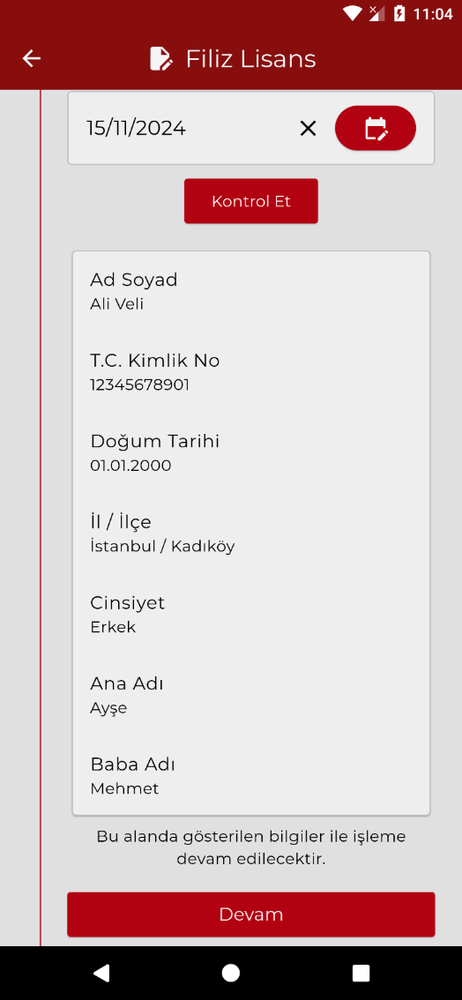 11:04
Filiz Lisans
15/11/2024
Kontrol Et
Ad Soyad
Ali Veli
T.C. Kimlik No
12345678901
Doğum Tarihi
01.01.2000
İl / İlçe
İstanbul / Kadıköy
Cinsiyet
Erkek
Ana Adı
Ayşe
Baba Adı
Mehmet
Bu alanda gösterilen bilgiler ile işleme
devam edilecektir.
Devam